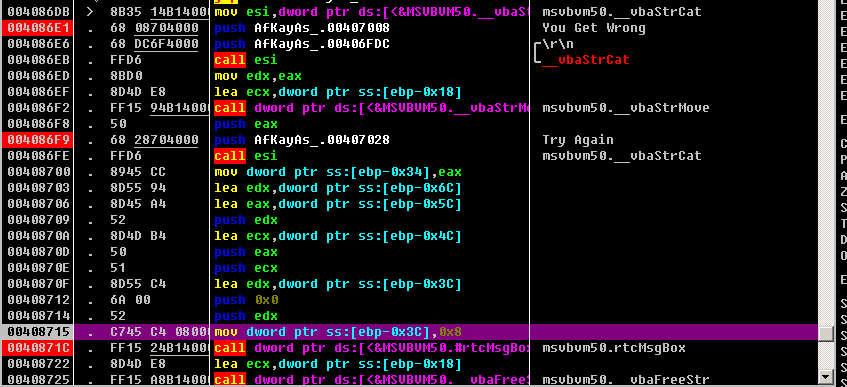 004086DB > 8B35 14B14000 mov esi,dword ptr ds:[<&MSVBVM50.__vbaStrCat msvbvm50.__vbaStrCat
004086E1 . 68 08704000 push AfKayAs_.00407008 You Get Wrong
004086E6 . 68 DC6F4000 push AfKayAs_.00406FDC \r\n
004086EB . FFD6 call esi __vbaStrCat
004086ED . 8BD0 mov edx,eax
004086EF . 8D4D E8 lea ecx,dword ptr ss:[ebp-0x18]
004086F2 . FF15 94B14000 call dword ptr ds:[<&MSVBVM50.__vbaStrMo msvbvm50.__vbaStrMove
004086F8 . 50 push eax
004086F9 . 68 28704000 push AfKayAs_.00407028 Try Again
004086FE . FFD6 call esi msvbvm50.__vbaStrCat
00408700 . 8945 CC mov dword ptr ss:[ebp-0x34],eax
00408703 . 8D55 94 lea edx,dword ptr ss:[ebp-0x6C]
00408706 . 8D45 A4 lea eax,dword ptr ss:[ebp-0x5C]
00408709 . 52 push edx
0040870A . 8D4D B4 lea ecx,dword ptr ss:[ebp-0x4C]
0040870D . 50 push eax
0040870E . 51 push ecx
0040870F . 8D55 C4 lea edx,dword ptr ss:[ebp-0x3C]
00408712 . 6A 00 push 0x0
00408714 . 52 push edx
00408715 . C745 C4 0800 mov dword ptr ss:[ebp-0x3C],0x8
0040871C . FF15 24B14000 call dword ptr ds:[<&MSVBVM50.#rtcMsgBo msvbvm50.rtcMsgBox
00408722 . 8D4D E8 lea ecx,dword ptr ss:[ebp-0x18]
00408725 . FF15 A8B14000 call dword ptr ds:[<&MSVBVM50.__vbaFreeS msvbvm50.__vbaFreeStr